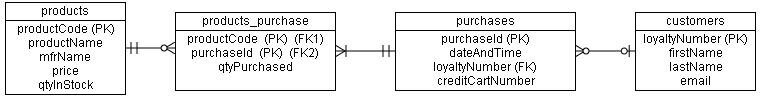 products
productCode (PK)
productName
mfrName
price
qtyInStock
products_purchase
productCode (PK) (FK1)
purchaseId (PK) (FK2)
qtyPurchased
purchases
purchaseId (PK)
dateAndTime
loyaltyNumber (FK)
creditCartNumber
customers
loyaltyNumber (PK)
firstName
lastName
email